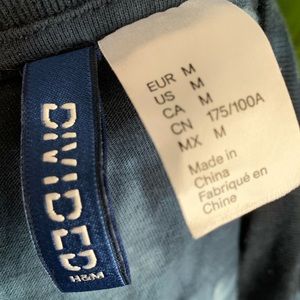 DIVIDED
H&M
EUR M
US M
CA M
CN 175/100A
MX M
Made in
China
Fabriqué en
Chine